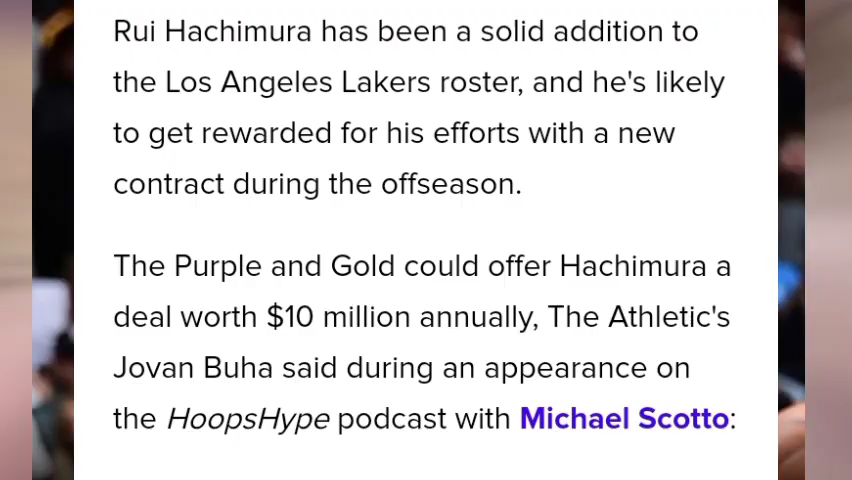 Rui Hachimura has been a solid addition to
the Los Angeles Lakers roster, and he's likely
to get rewarded for his efforts with a new
contract during the offseason.
The Purple and Gold could offer Hachimura a
deal worth $10 million annually, The Athletic's
Jovan Buha said during an appearance on
the HoopsHype podcast with Michael Scotto: